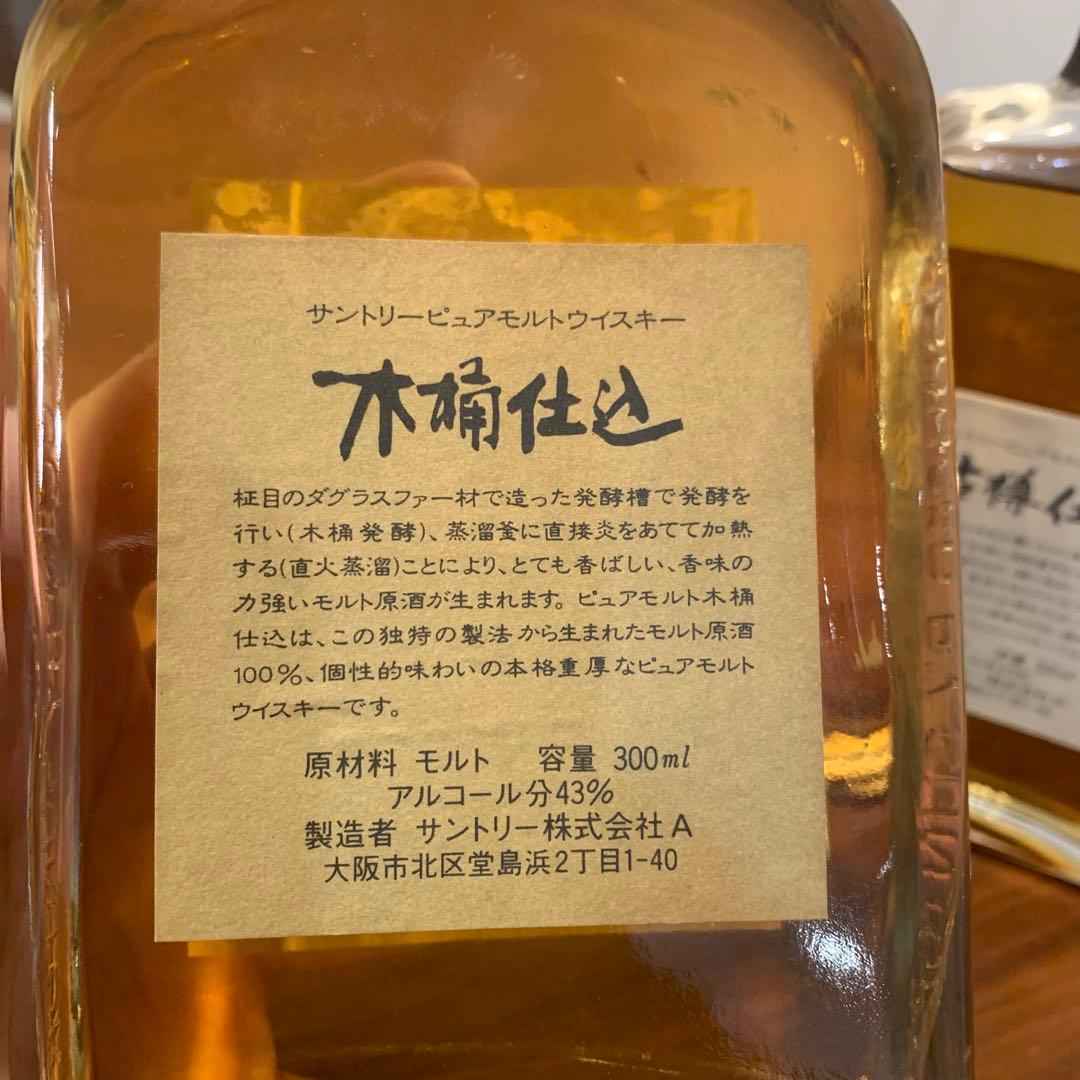 サントリーピュアモルトウイスキー
木桶仕込
柾目のダグラスファー材で造った発酵槽で発酵を
行い(木桶発酵)、蒸溜釜に直接炎をあてて加熱
する(直火蒸溜)ことにより、とても香ばしい、香味の
力強いモルト原酒が生まれます。ピュアモルト木桶
仕込は、この独特の製法から生まれたモルト原酒
100%、個性的味わいの本格重厚なピュアモルト
ウイスキーです。
原材料 モルト 容量 300ml
アルコール分43%
製造者 サントリー株式会社A
大阪市北区堂島浜2丁目1-40
樽仕